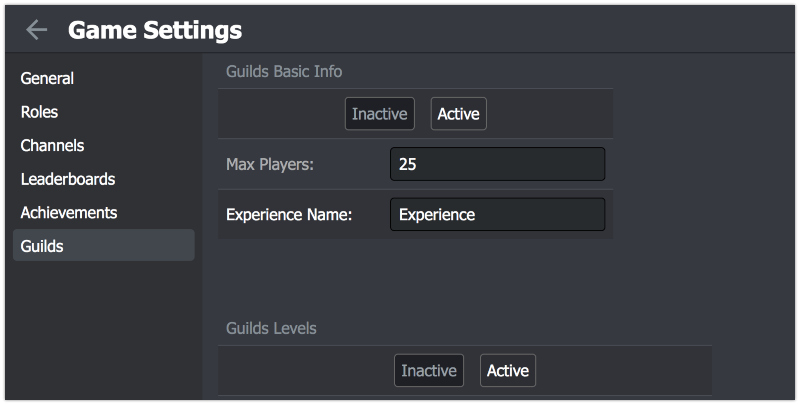 Game Settings
General
Roles
Channels
Leaderboards
Achievements
Guilds
Guilds Basic Info
Inactive Active
Max Players: 25
Experience Name: Experience
Guilds Levels
Inactive Active